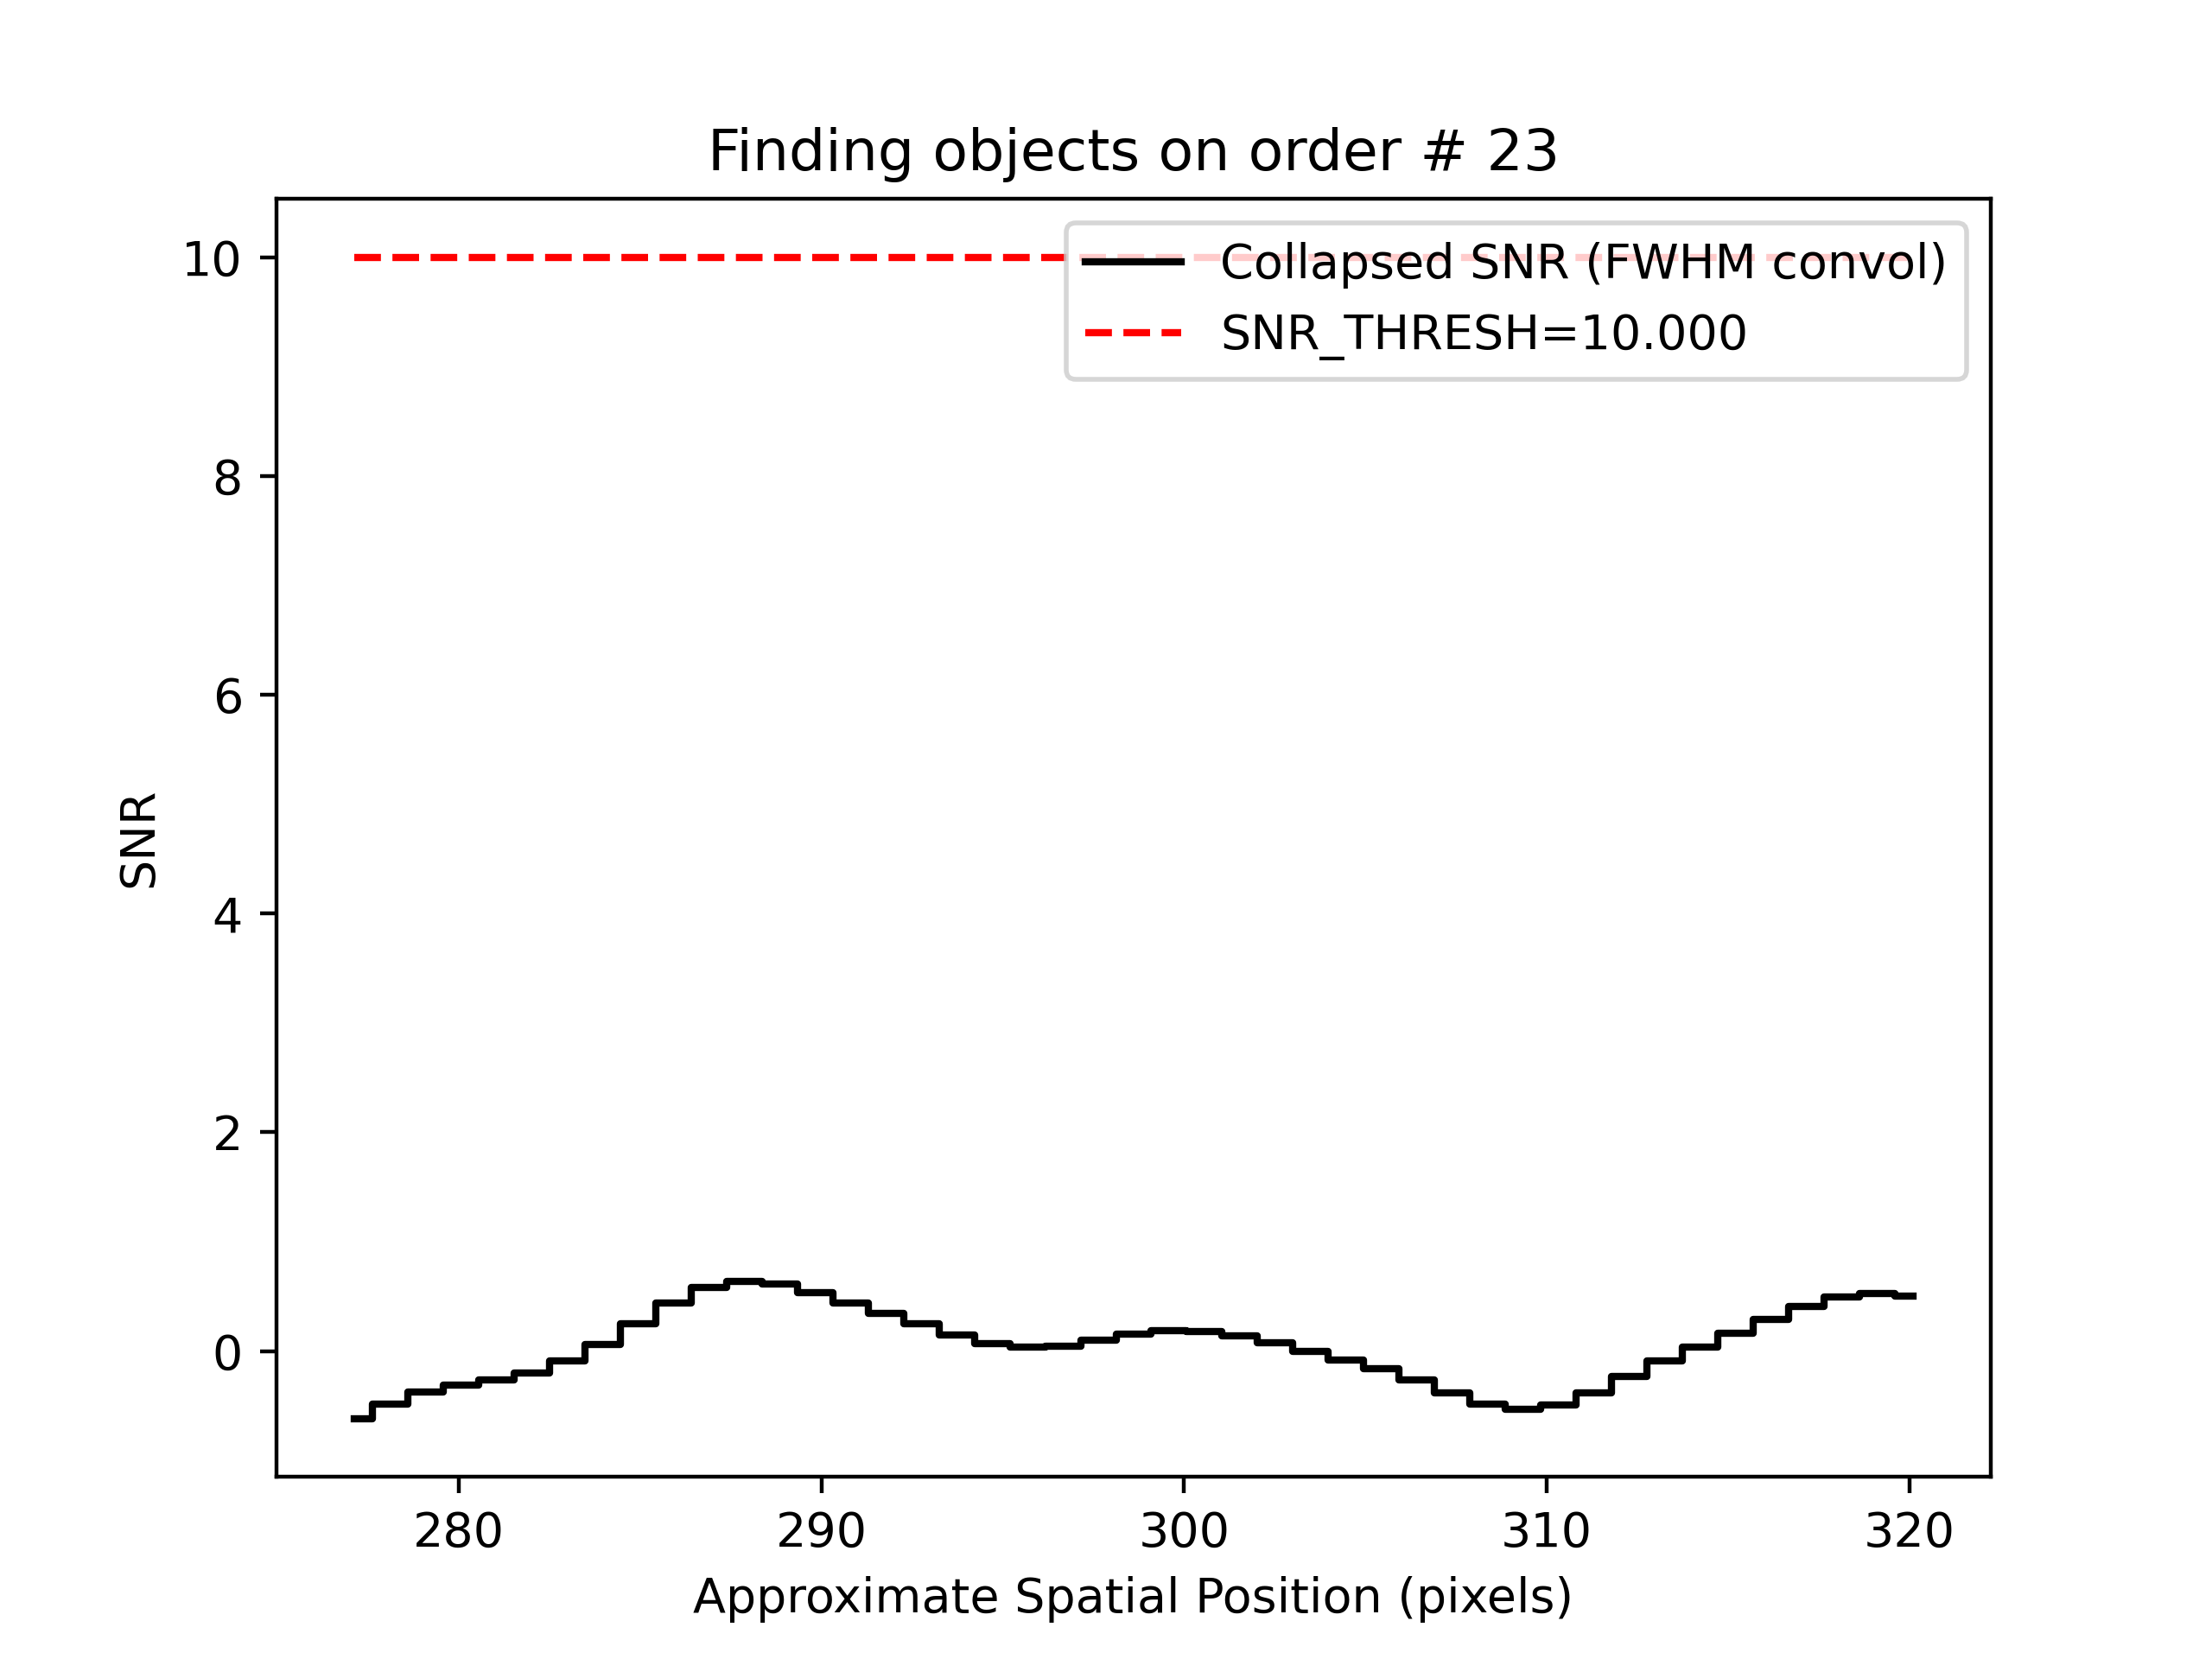 Finding objects on order # 23
Collapsed SNR (FWHM convol)
SNR_THRESH=10.000
10
8
6
4
2
0
SNR
280 290 300 310 320
Approximate Spatial Position (pixels)